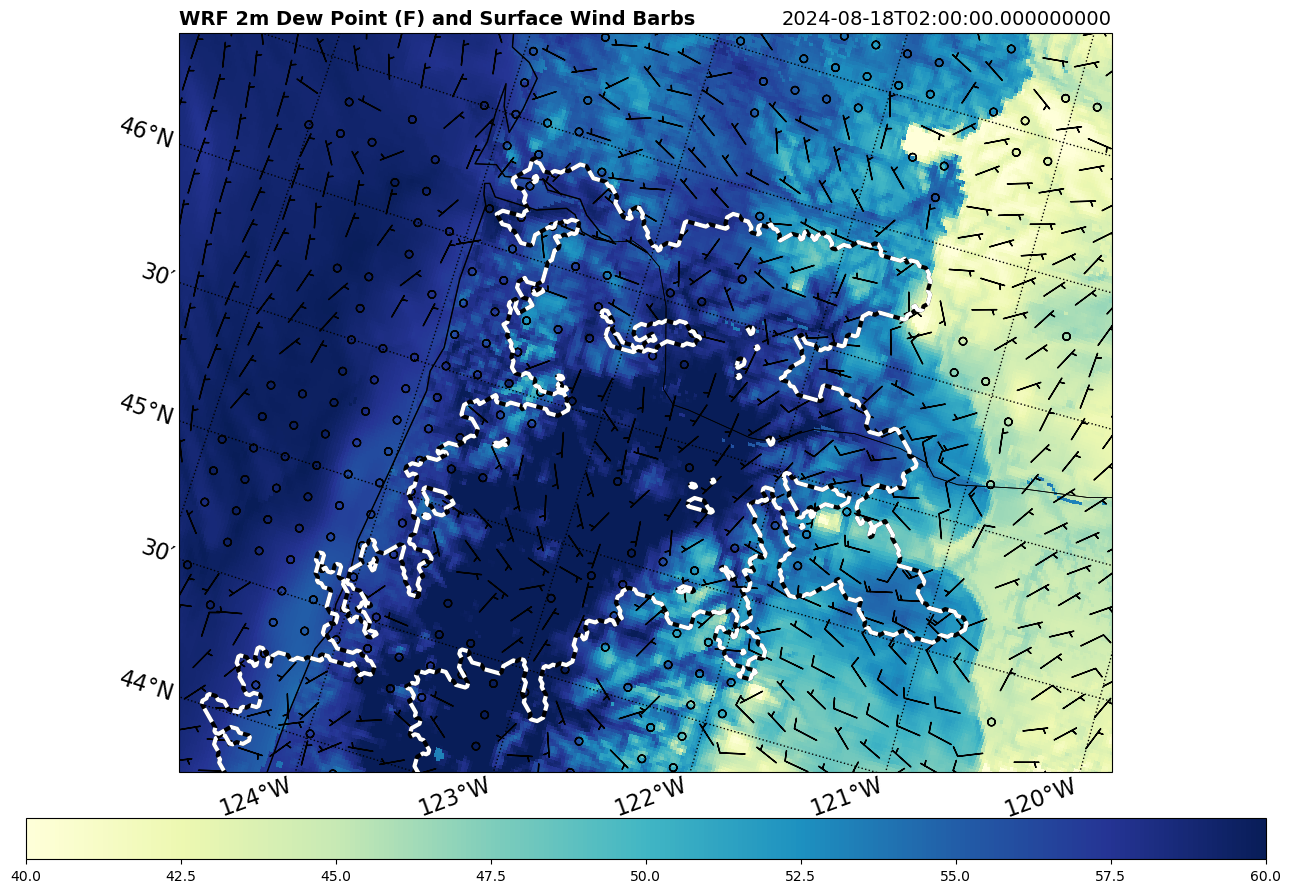 WRF 2m Dew Point (F) and Surface Wind Barbs
2024-08-18T02:00:00.000000000
46°N
30′
45°N
30′
44°N
124°W
123°W
122°W
121°W
120°W
40.0
42.5
45.0
47.5
50.0
52.5
55.0
57.5
60.0